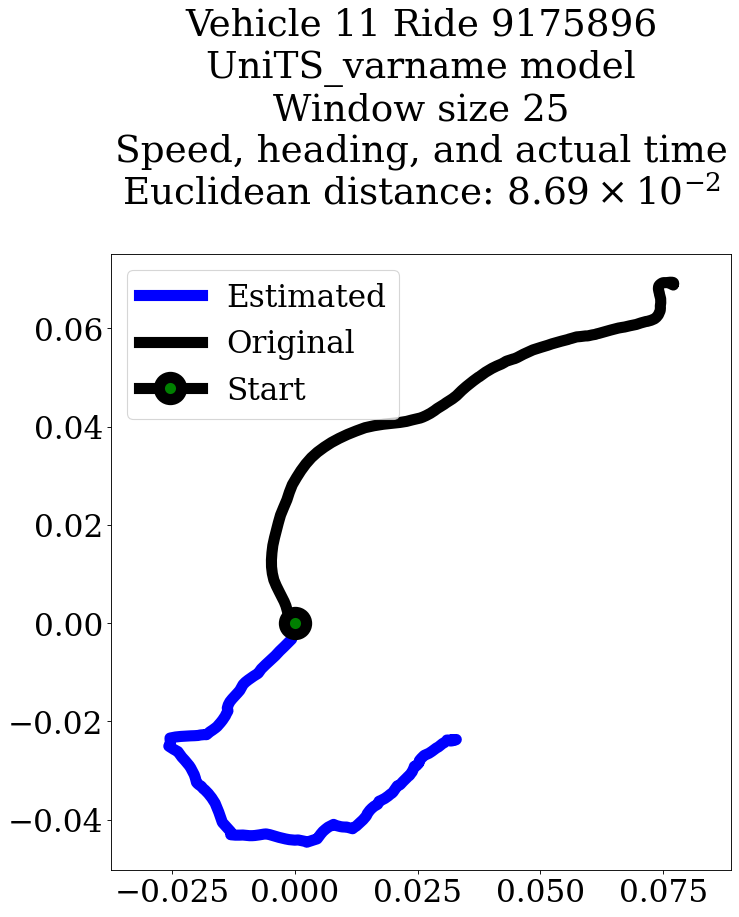 Vehicle 11 Ride 9175896
UniTS_varname model
Window size 25
Speed, heading, and actual time
Euclidean distance: 8.69 × 10⁻²
Estimated
Original
Start
0.06
0.04
0.02
0.00
−0.02
−0.04
−0.025 0.000 0.025 0.050 0.075